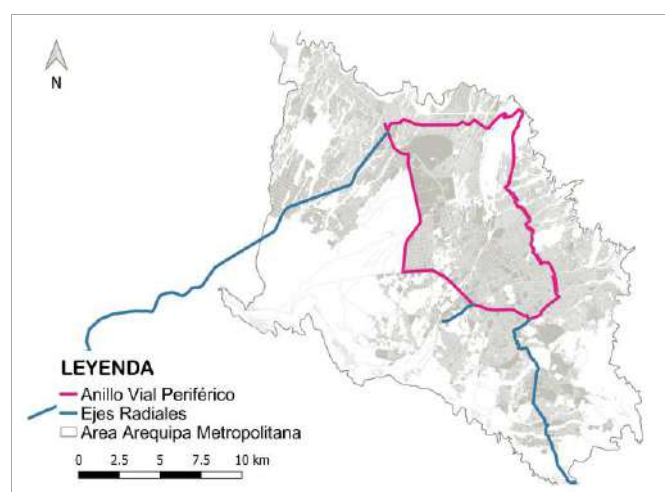 N
LEYENDA
Anillo Vial Periférico
Ejes Radiales
Area Arequipa Metropolitana
0 2.5 5 7.5 10 km